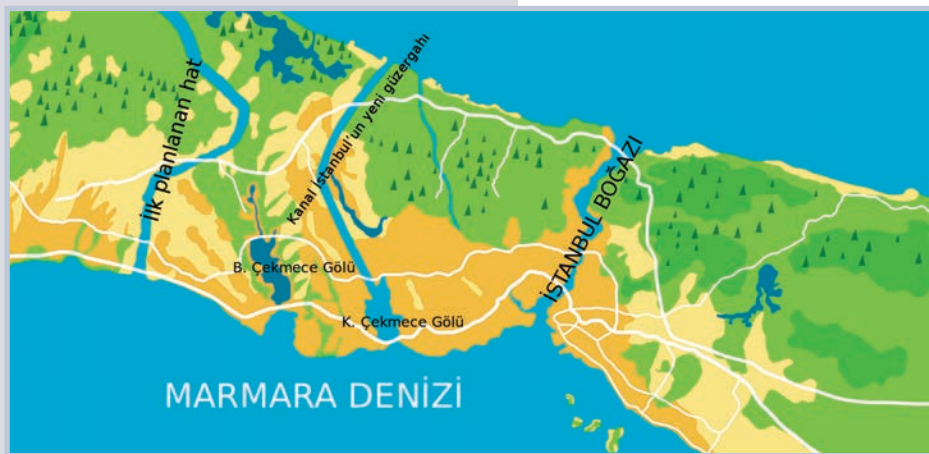 İlk planlanan hat
Kanal İstanbul'un yeni güzergahı
İSTANBUL BOĞAZI
B. Çekmece Gölü
K. Çekmece Gölü
MARMARA DENİZİ